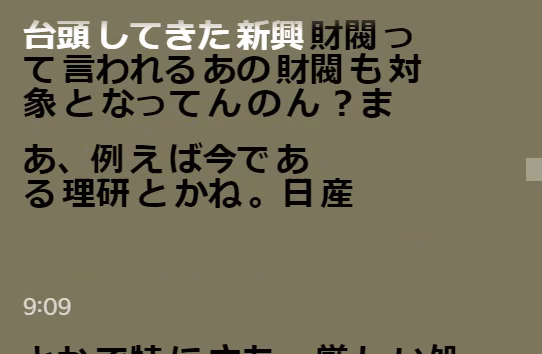 台頭してきた新興財閥っ
て言われるあの財閥も対
象となってんのん？ま
あ、例えば今であ
る理研とかね。日産
9:09